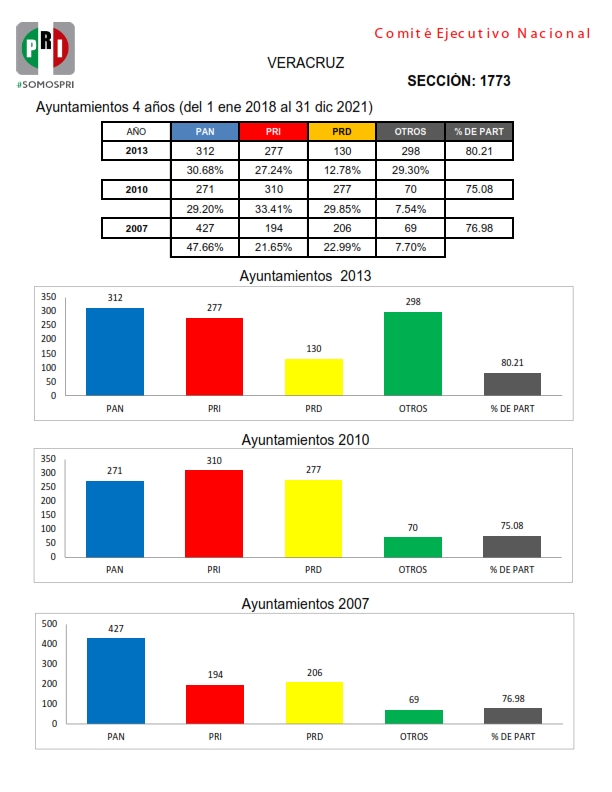 Comité Ejecutivo Nacional
PRI
#SOMOSPRI
VERACRUZ
SECCIÓN: 1773
Ayuntamientos 4 años (del 1 ene 2018 al 31 dic 2021)
AÑO PAN PRI PRD OTROS % DE PART
2013 312 277 130 298 80.21
30.68% 27.24% 12.78% 29.30%
2010 271 310 277 70 75.08
29.20% 33.41% 29.85% 7.54%
2007 427 194 206 69 76.98
47.66% 21.65% 22.99% 7.70%
Ayuntamientos 2013
350
300
250
200
150
100
50
0
312 277 130 298 80.21
PAN PRI PRD OTROS % DE PART
Ayuntamientos 2010
350
300
250
200
150
100
50
0
271 310 277 70 75.08
PAN PRI PRD OTROS % DE PART
Ayuntamientos 2007
500
400
300
200
100
0
427 194 206 69 76.98
PAN PRI PRD OTROS % DE PART